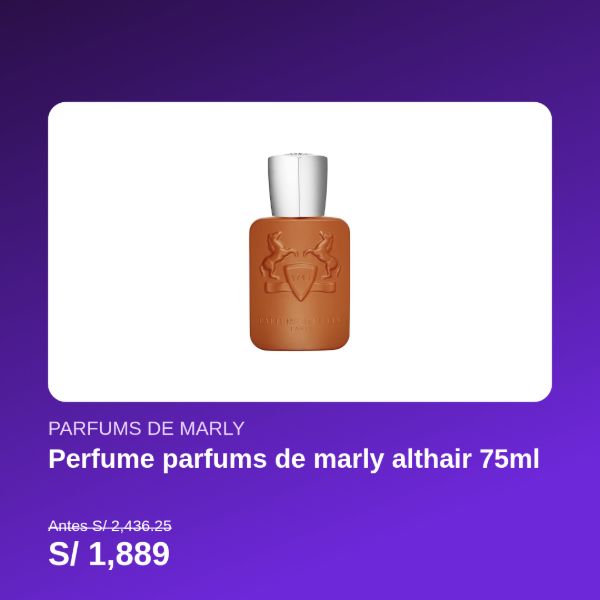 PARFUMS DE MARLY
Perfume parfums de marly althair 75ml
Antes S/ 2,436.25
S/ 1,889